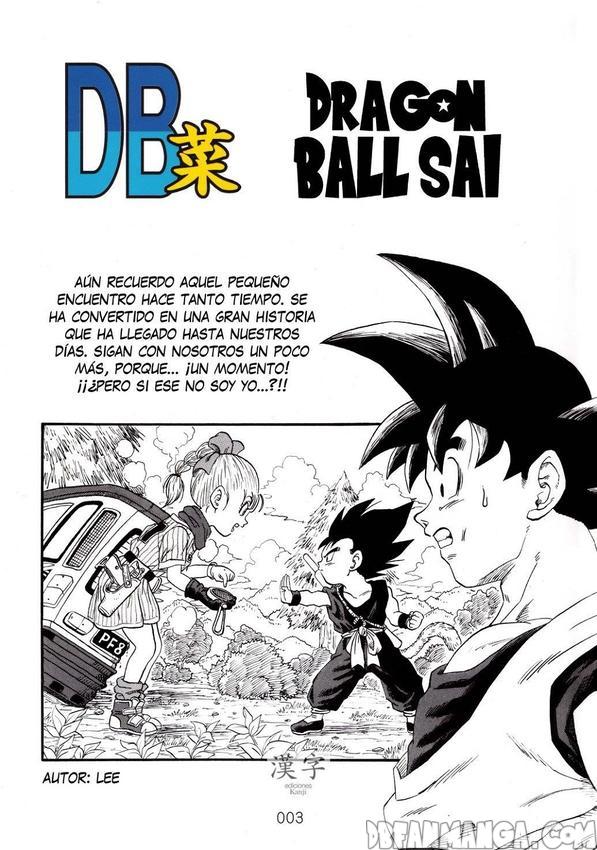 DB菜
DRAGON
BALL SAI
AÚN RECUERDO AQUEL PEQUEÑO
ENCUENTRO HACE TANTO TIEMPO. SE
HA CONVERTIDO EN UNA GRAN HISTORIA
QUE HA LLEGADO HASTA NUESTROS
DÍAS. SIGAN CON NOSOTROS UN POCO
MÁS, PORQUE... ¡UN MOMENTO!
¡¡¿PERO SI ESE NO SOY YO...?!!
PF8
AUTOR: LEE
漢字
ediciones
Kanji
003
DBFANMANGA.COM